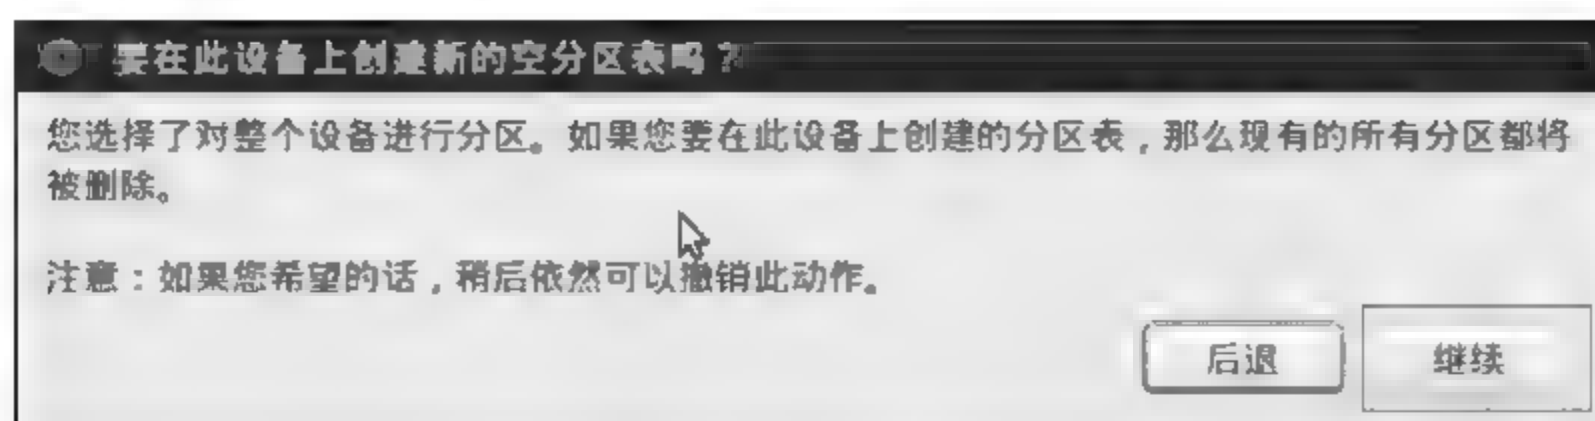 要在此设备上创建新的空分区表吗？
您选择了对整个设备进行分区。如果您要在此设备上创建的分区表，那么现有的所有分区都将
被删除。
注意：如果您希望的话，稍后依然可以撤销此动作。
后退
继续